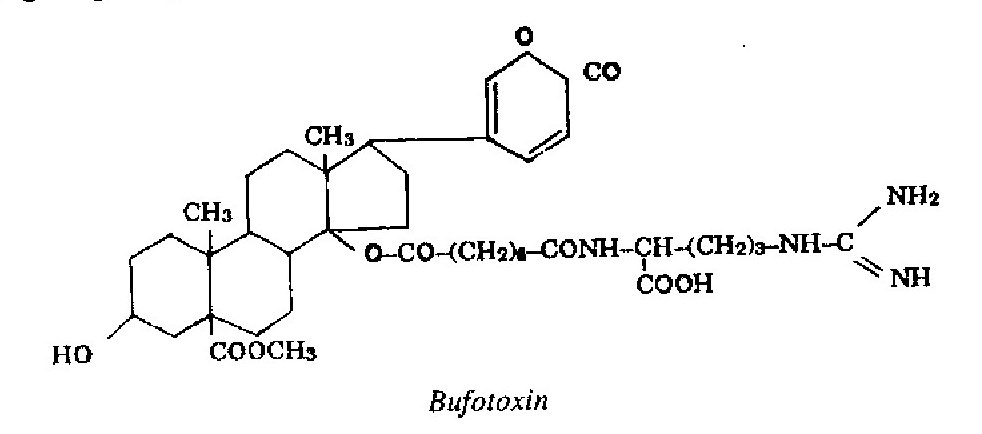 O
CO
CH₃
CH₃
O–CO–(CH₂)ₙ–CONH–CH–(CH₂)₃–NH–C
NH₂
NH
COOH
HO
COOCH₃
Bufotoxin